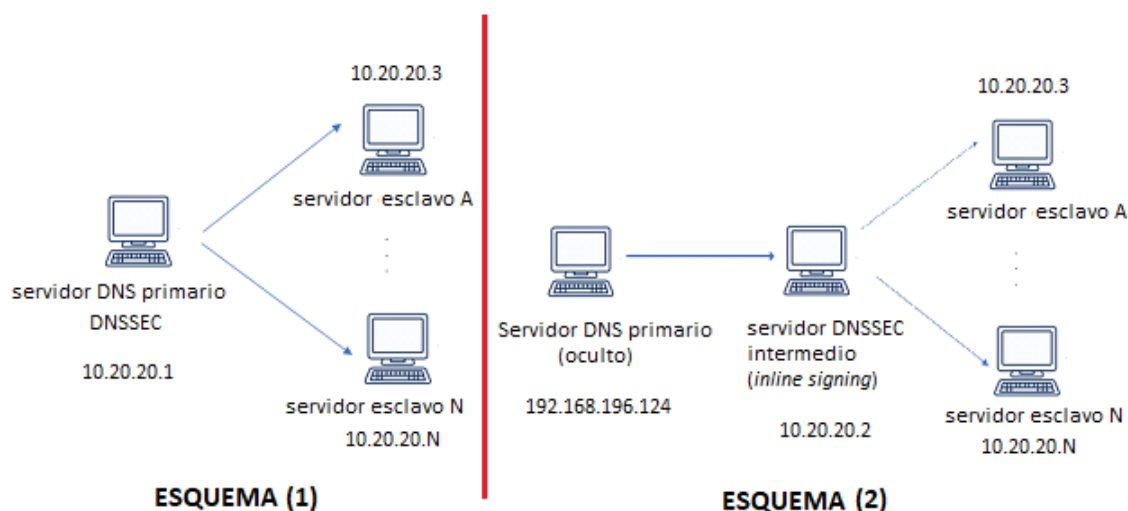 10.20.20.3
servidor esclavo A
servidor DNS primario
DNSSEC
10.20.20.1
servidor esclavo N
10.20.20.N
ESQUEMA (1)
10.20.20.3
servidor esclavo A
Servidor DNS primario
(oculto)
192.168.196.124
servidor DNSSEC
intermedio
(inline signing)
10.20.20.2
servidor esclavo N
10.20.20.N
ESQUEMA (2)